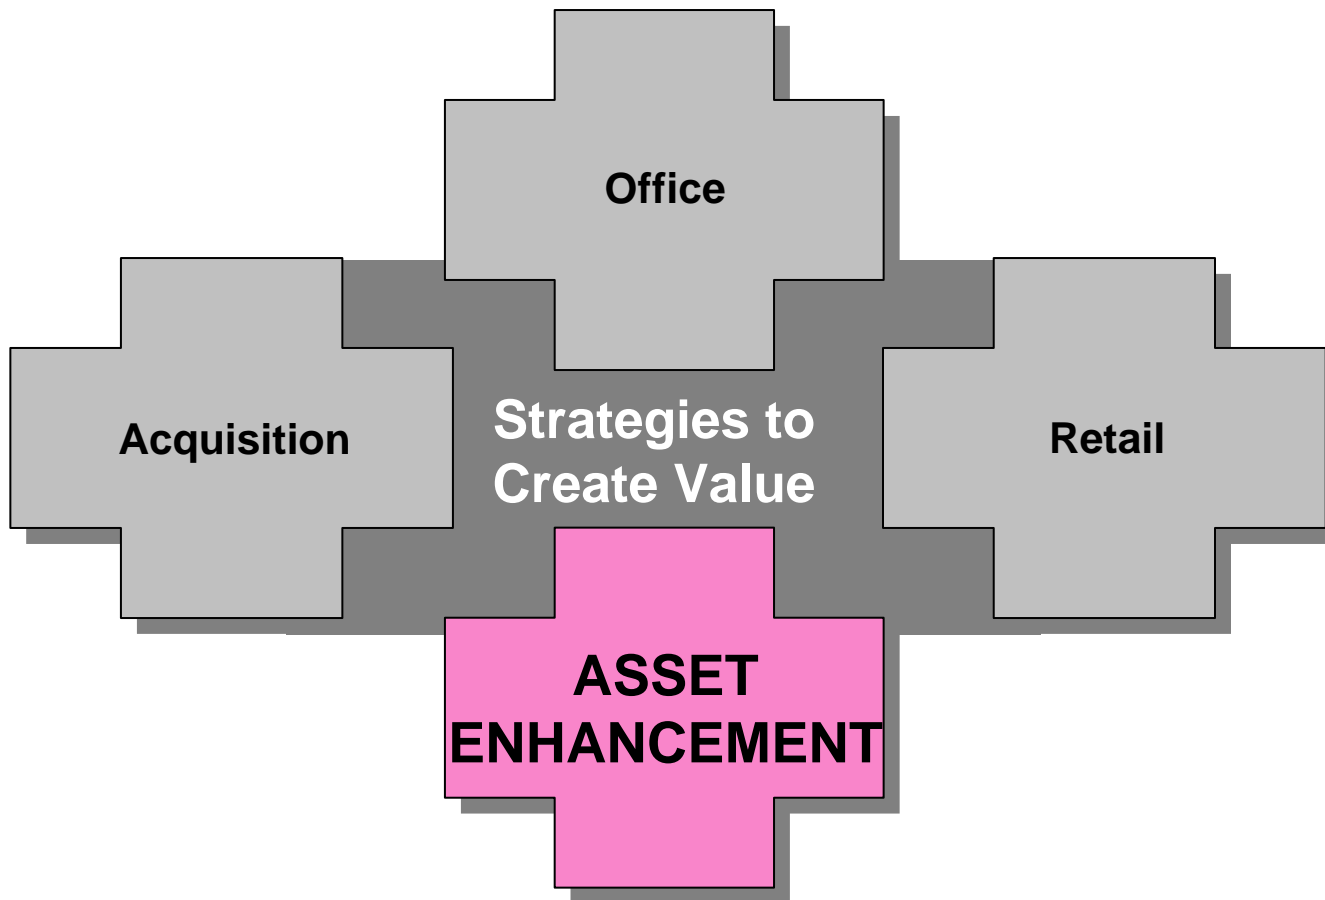 Office
Acquisition
Strategies to
Create Value
Retail
ASSET
ENHANCEMENT